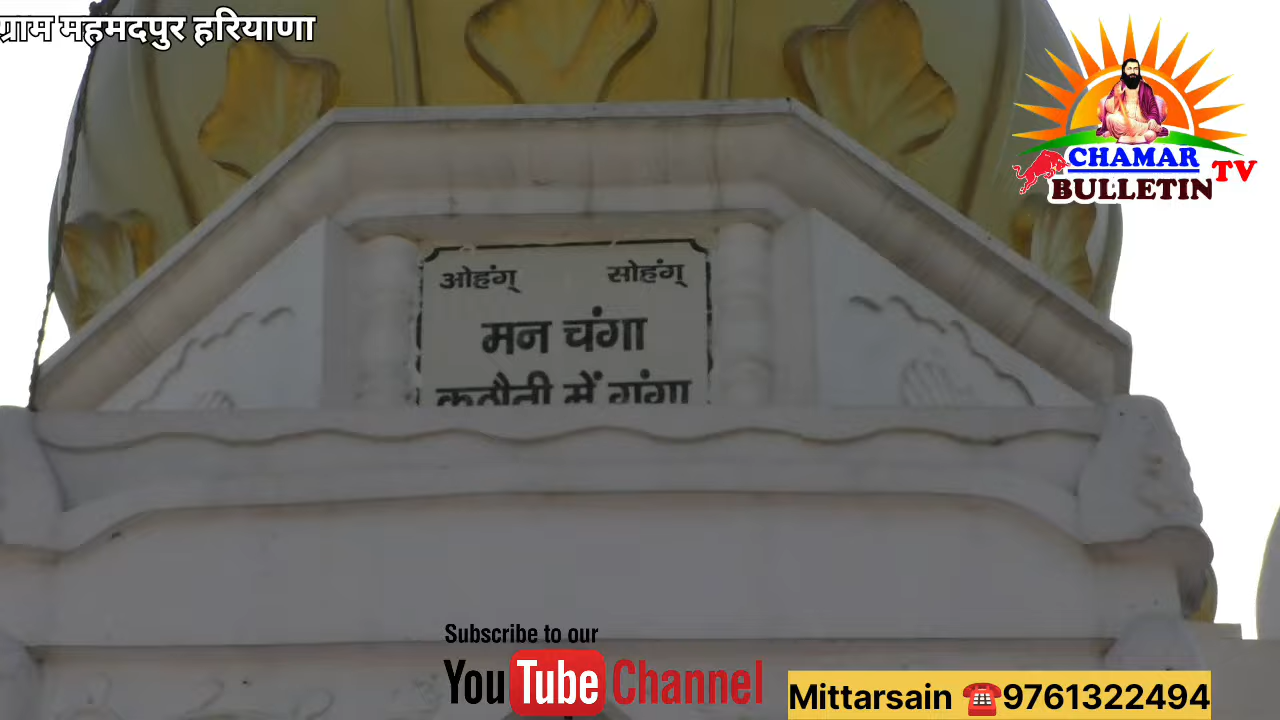 ग्राम महमदपुर हरियाणा
CHAMAR
BULLETIN TV
ओहंग् सोहंग्
मन चंगा
कठौती में गंगा
Subscribe to our
YouTube Channel
Mittarsain ☎9761322494